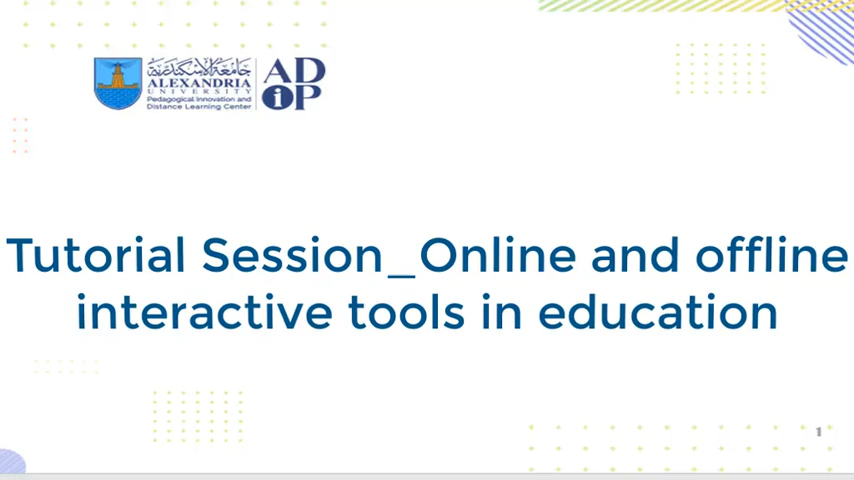 جامعة الإسكندرية
ALEXANDRIA
UNIVERSITY
Pedagogical Innovation and
Distance Learning Center
AD
iP
Tutorial Session_Online and offline
interactive tools in education
1